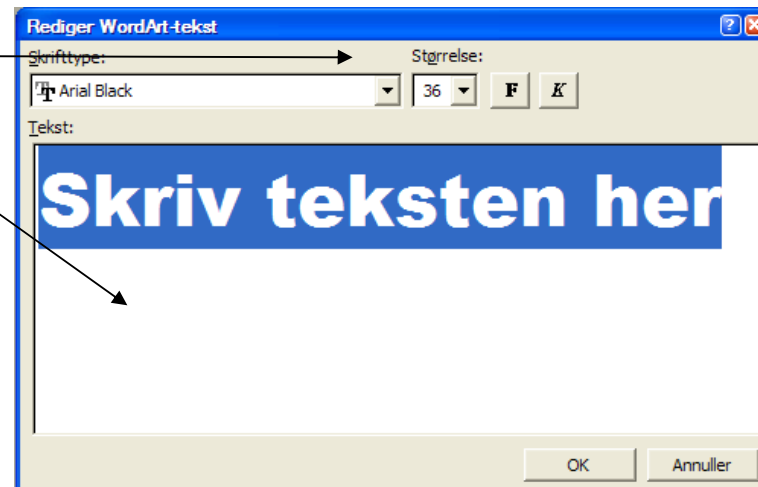 Rediger WordArt-tekst
Skrifttype: Størrelse:
Arial Black 36 F K
Tekst:
Skriv teksten her
OK Annuller